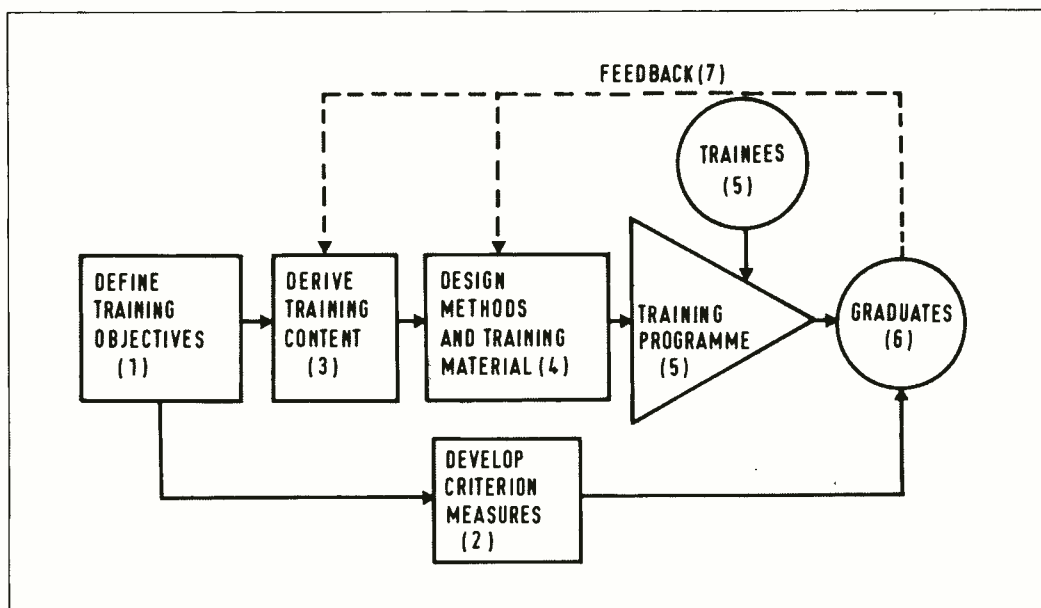 FEEDBACK(7)
TRAINEES
(5)
DEFINE
TRAINING
OBJECTIVES
(1)
DERIVE
TRAINING
CONTENT
(3)
DESIGN
METHODS
AND TRAINING
MATERIAL(4)
TRAINING
PROGRAMME
(5)
GRADUATES
(6)
DEVELOP
CRITERION
MEASURES
(2)